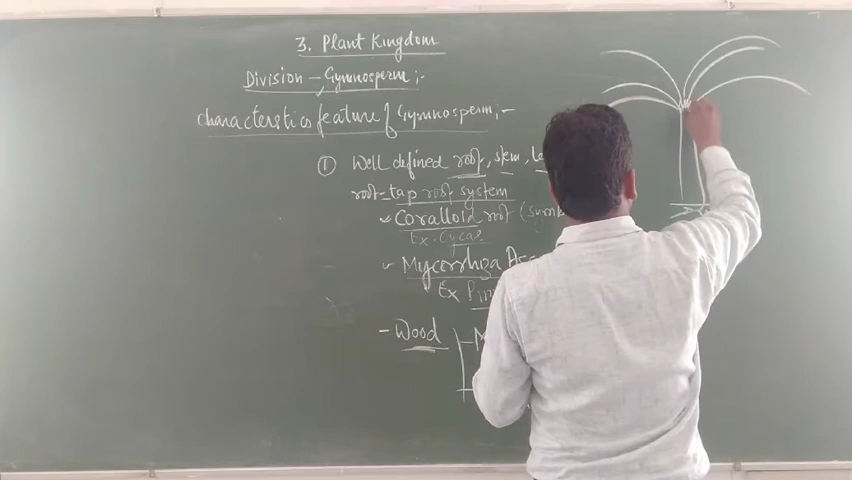 3. Plant Kingdom
Division – Gymnosperm ;-
characterstics feature of Gymnosperm ;-
① Well defined root, stem, le
root - tap root system
Coralloid root (symb
Ex. Cycas
Mycorrhiza Ass
Ex Pin
- Wood